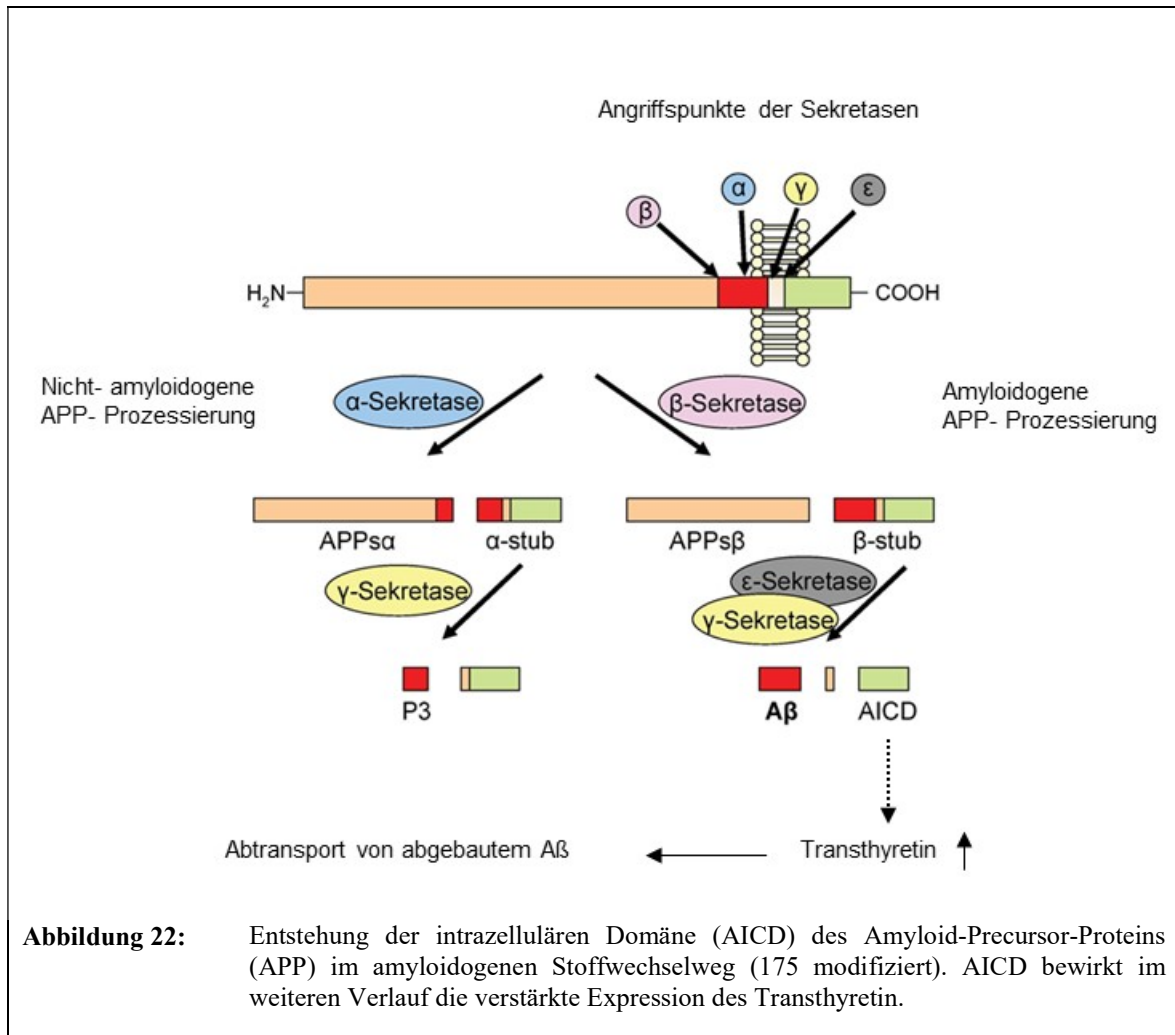 Angriffspunkte der Sekretasen
β
α
γ
ε
H₂N
COOH
Nicht- amyloidogene
APP- Prozessierung
α-Sekretase
β-Sekretase
Amyloidogene
APP- Prozessierung
APPsα
α-stub
APPsβ
β-stub
γ-Sekretase
ε-Sekretase
γ-Sekretase
P3
Aβ
AICD
Abtransport von abgebautem Aß
Transthyretin
Abbildung 22: Entstehung der intrazellulären Domäne (AICD) des Amyloid-Precursor-Proteins
(APP) im amyloidogenen Stoffwechselweg (175 modifiziert). AICD bewirkt im
weiteren Verlauf die verstärkte Expression des Transthyretin.